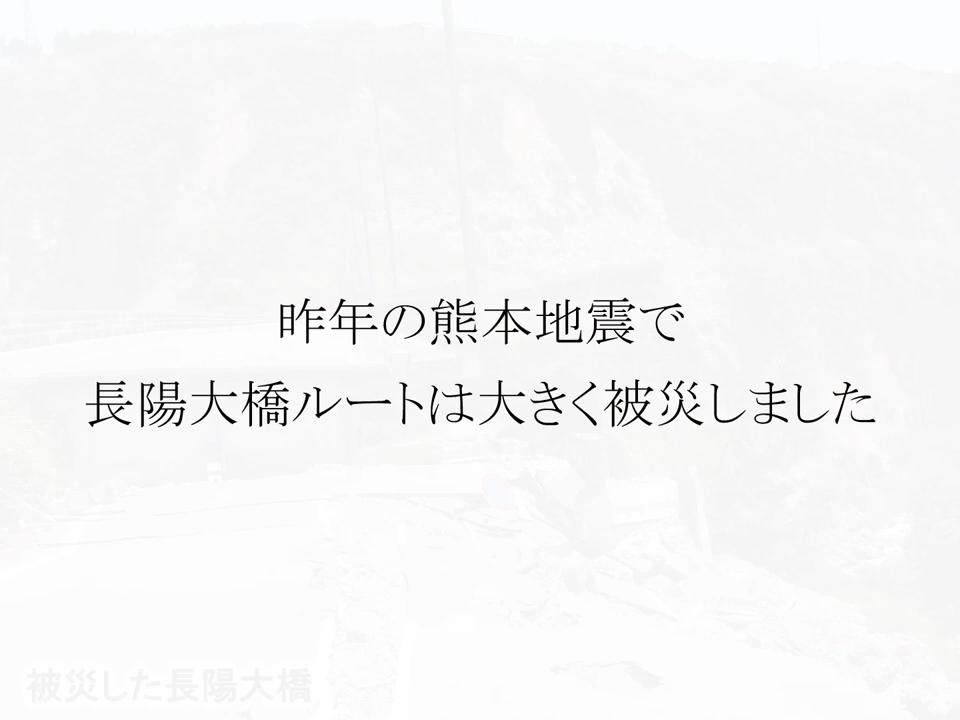 昨年の熊本地震で
長陽大橋ルートは大きく被災しました
被災した長陽大橋